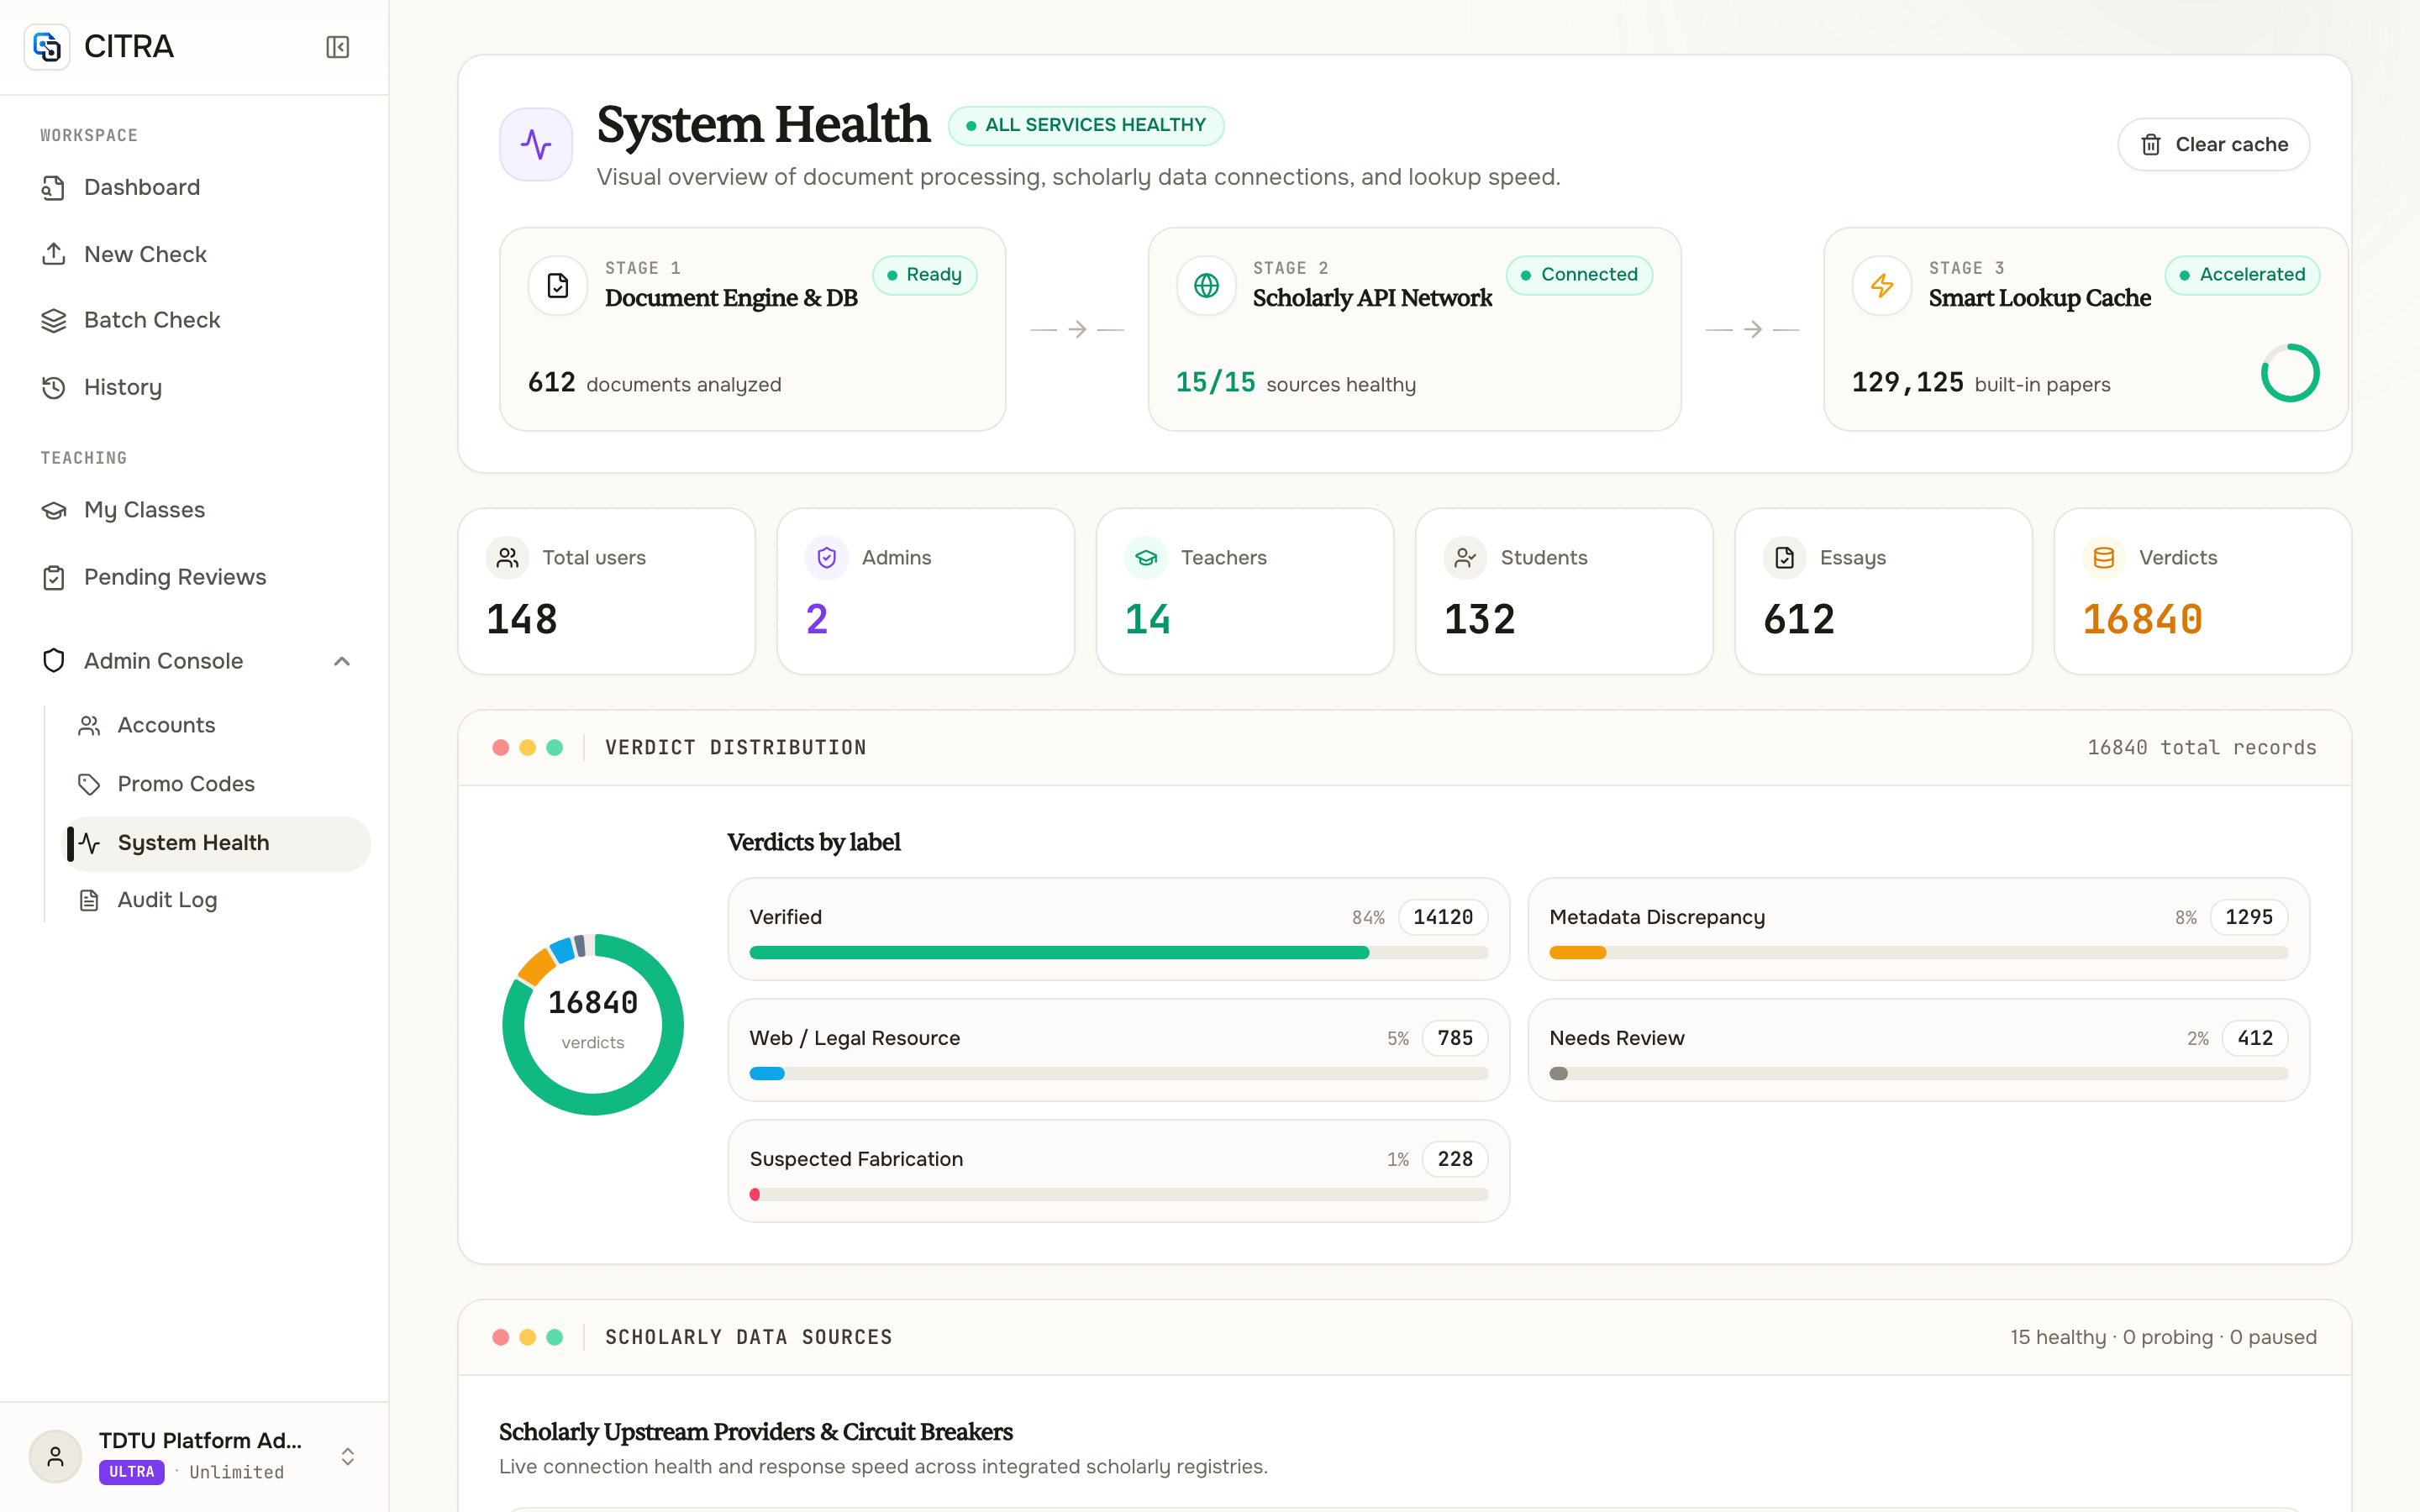 CITRA
WORKSPACE
Dashboard
New Check
Batch Check
History
TEACHING
My Classes
Pending Reviews
Admin Console
Accounts
Promo Codes
System Health
Audit Log
TDTU Platform Ad...
ULTRA · Unlimited
System Health
ALL SERVICES HEALTHY
Visual overview of document processing, scholarly data connections, and lookup speed.
Clear cache
STAGE 1
Document Engine & DB
Ready
612 documents analyzed
STAGE 2
Scholarly API Network
Connected
15/15 sources healthy
STAGE 3
Smart Lookup Cache
Accelerated
129,125 built-in papers
Total users
148
Admins
2
Teachers
14
Students
132
Essays
612
Verdicts
16840
VERDICT DISTRIBUTION
16840 total records
16840
verdicts
Verdicts by label
Verified 84% 14120
Metadata Discrepancy 8% 1295
Web / Legal Resource 5% 785
Needs Review 2% 412
Suspected Fabrication 1% 228
SCHOLARLY DATA SOURCES
15 healthy · 0 probing · 0 paused
Scholarly Upstream Providers & Circuit Breakers
Live connection health and response speed across integrated scholarly registries.